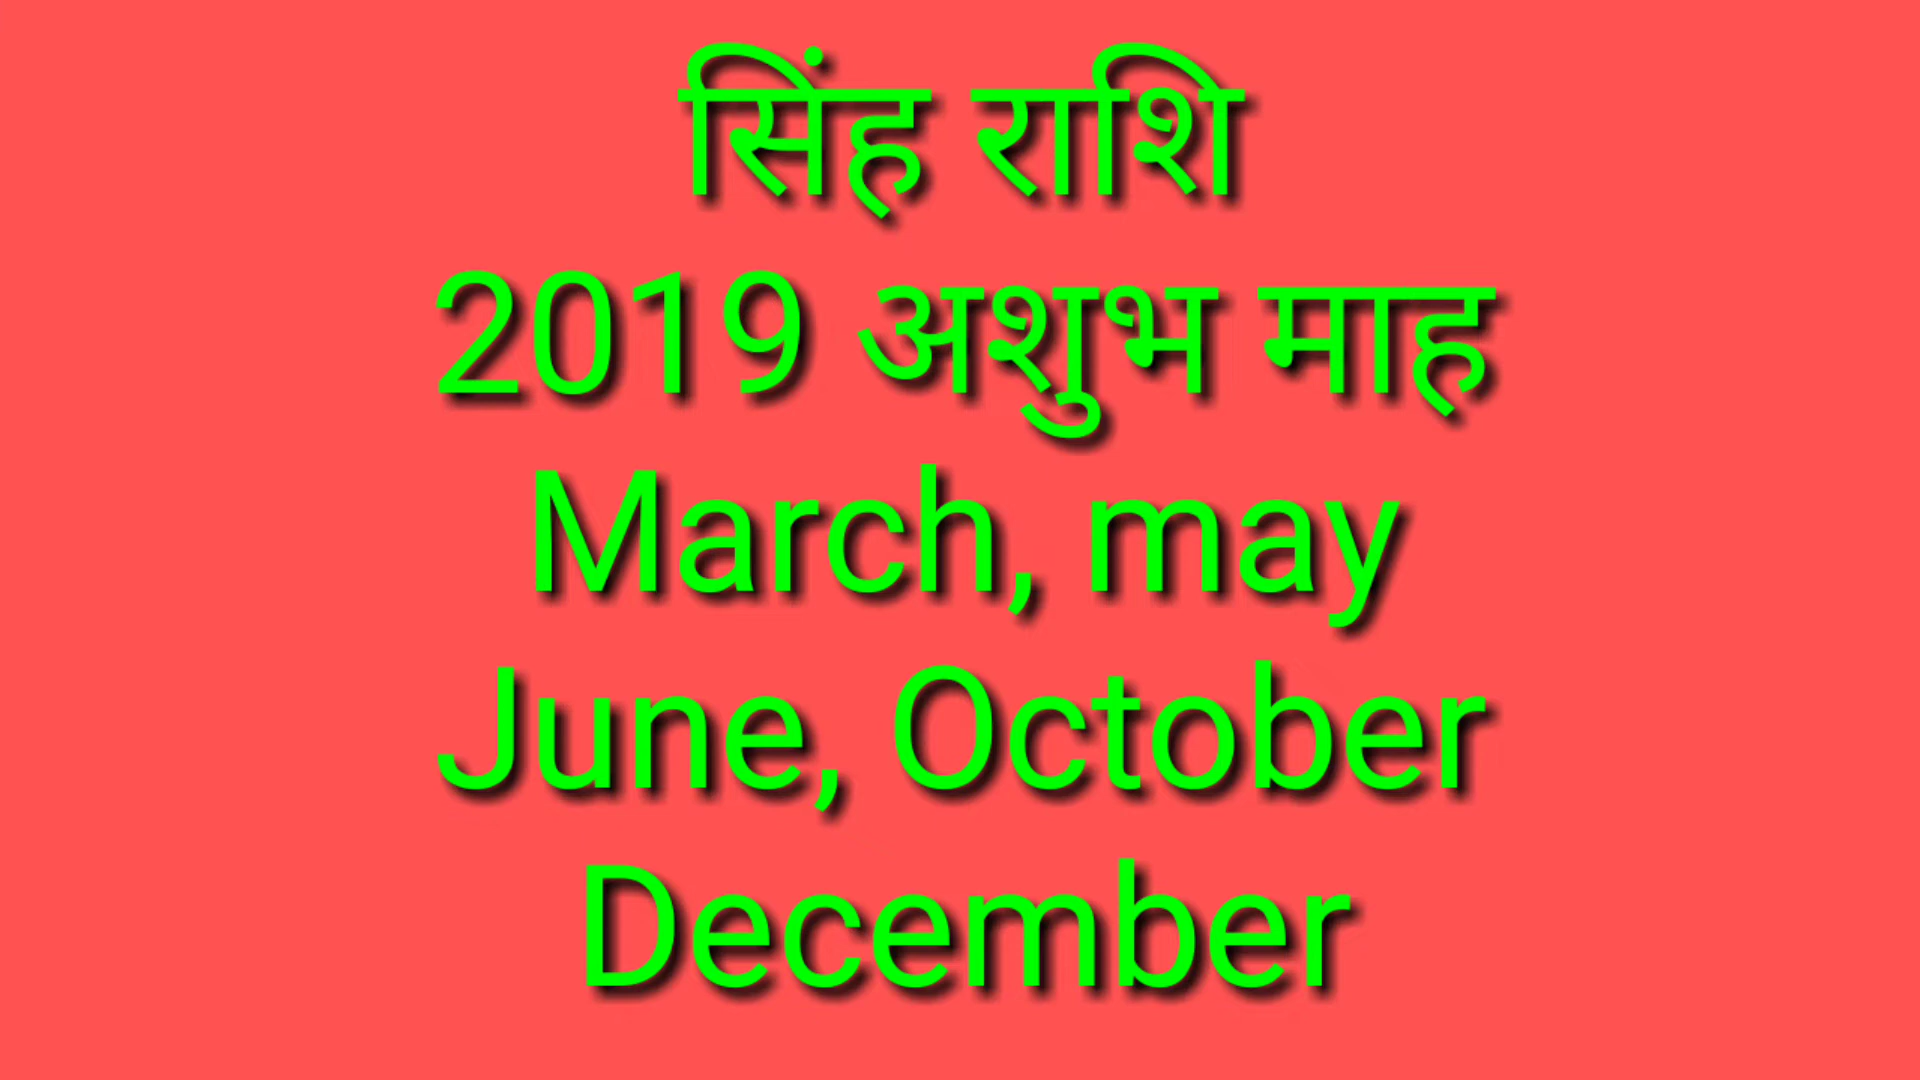 सिंह राशि
2019 अशुभ माह
March, may
June, October
December